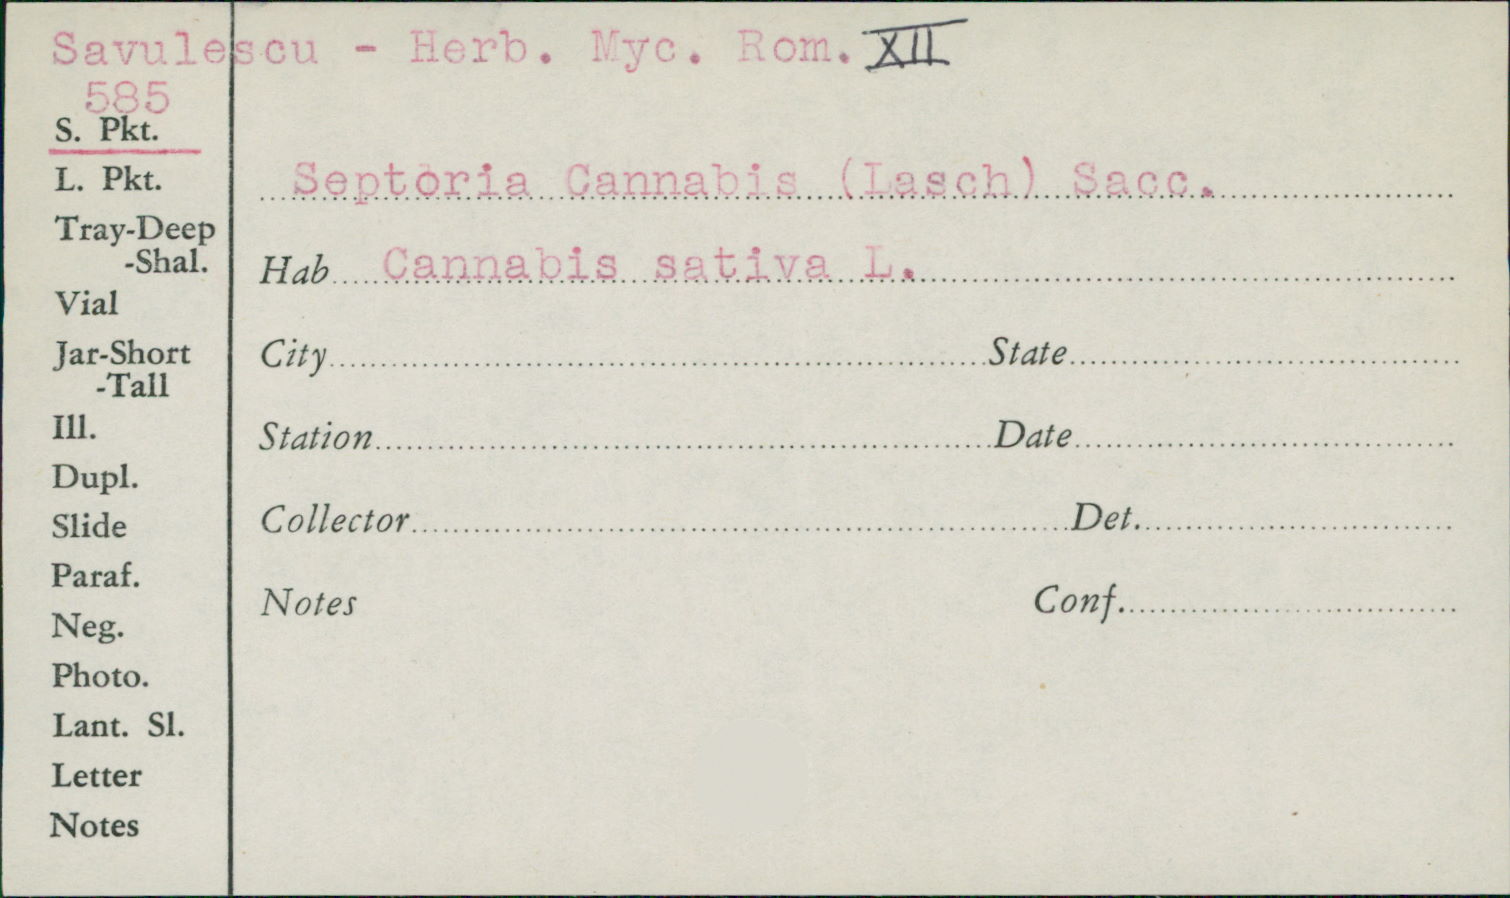 Savulescu - Herb. Myc. Rom. XII
585
S. Pkt.
L. Pkt.
Septoria Cannabis (Lasch) Sacc.
Tray-Deep
-Shal.
Hab Cannabis sativa L.
Vial
Jar-Short
-Tall
City State
Ill.
Station Date
Dupl.
Slide
Collector Det.
Paraf.
Notes Conf.
Neg.
Photo.
Lant. Sl.
Letter
Notes